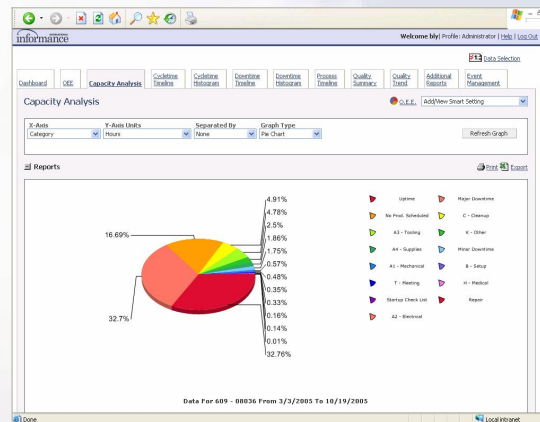 informance
Welcome bly| Profile: Administrator | Help | Log Out
Data Selection
Dashboard
OEE
Capacity Analysis
Cycletime Timeline
Cycletime Histogram
Downtime Timeline
Downtime Histogram
Process Timeline
Quality Summary
Quality Trend
Additional Reports
Event Management
Capacity Analysis
O.E.E.
Add/View Smart Setting
X-Axis
Y-Axis Units
Separated By
Graph Type
Category
Hours
None
Pie Chart
Refresh Graph
Reports
Print
Export
4.91%
4.78%
2.5%
1.86%
1.75%
0.57%
0.48%
0.35%
0.33%
0.16%
0.14%
0.01%
32.76%
16.69%
32.7%
Uptime
Major Downtime
No Prod. Scheduled
C - Cleanup
A3 - Tooling
K - Other
A4 - Supplies
Minor Downtime
A1 - Mechanical
B - Setup
T - Meeting
H - Medical
Startup Check List
Repair
A2 - Electrical
Data For 609 - 08036 From 3/3/2005 To 10/19/2005
Done
Local intranet